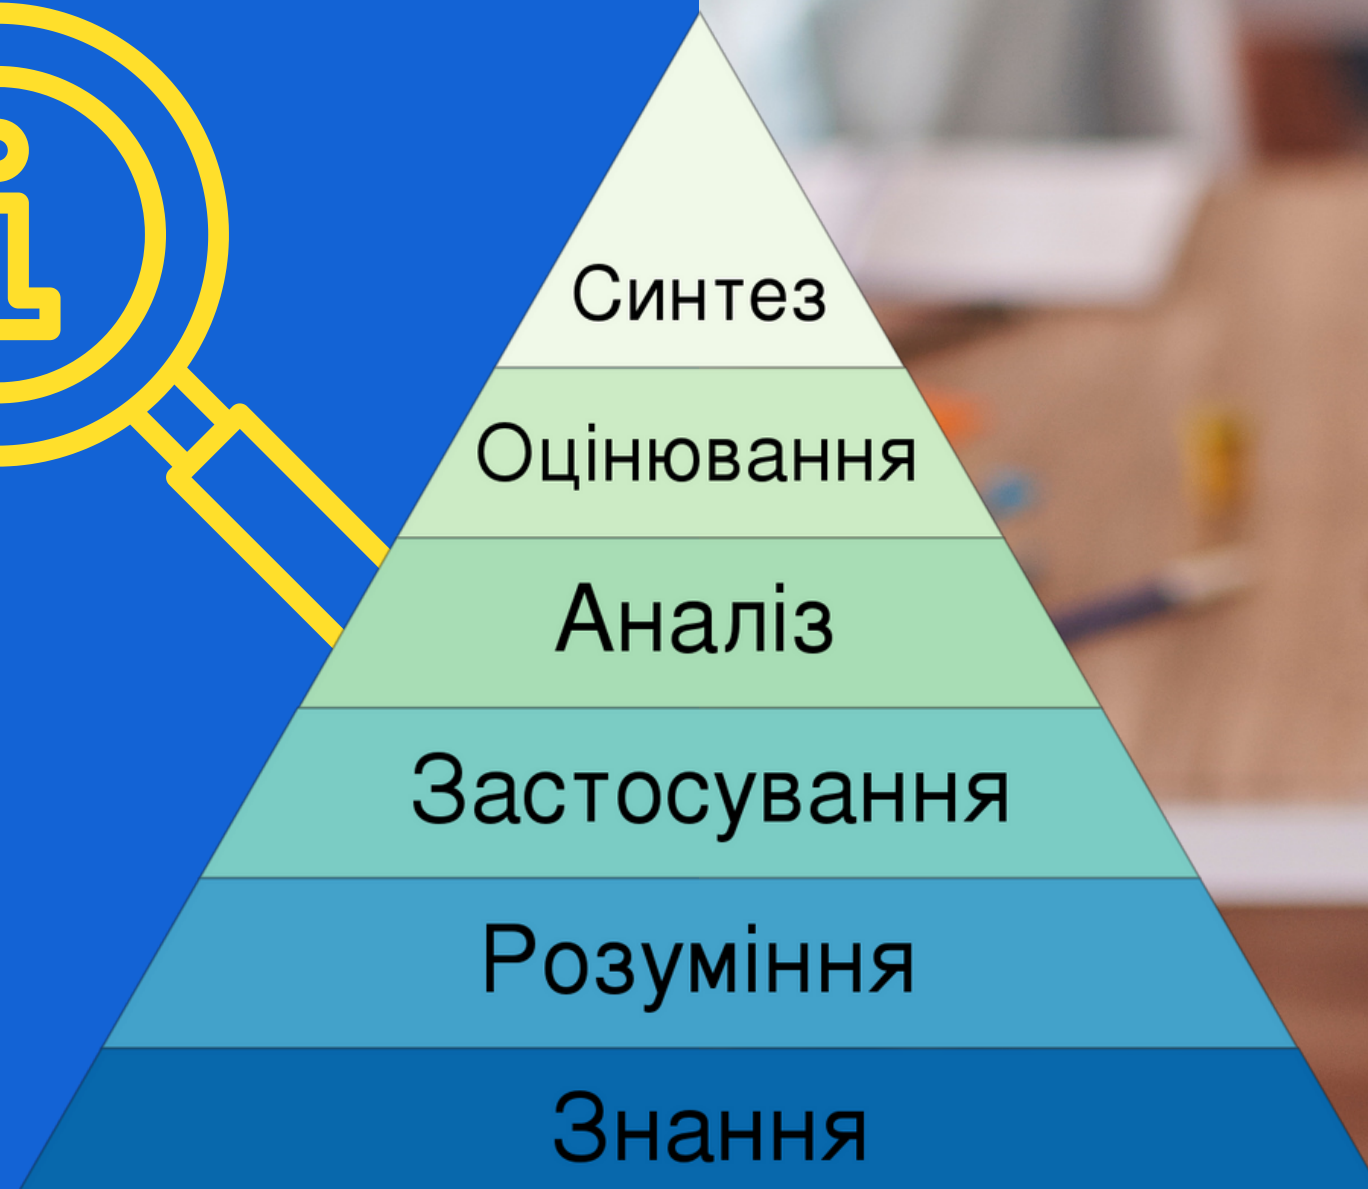 Синтез
Оцінювання
Аналіз
Застосування
Розуміння
Знання